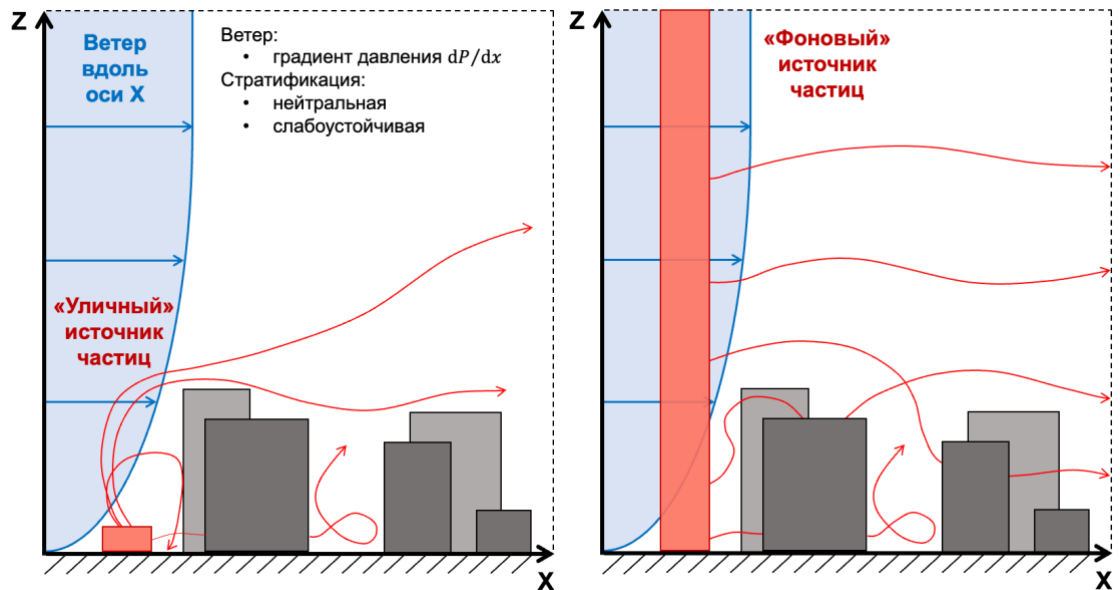 Z
Ветер
вдоль
оси X
Ветер:
• градиент давления dP/dx
Стратификация:
• нейтральная
• слабоустойчивая
«Уличный»
источник
частиц
X
Z
«Фоновый»
источник
частиц
X